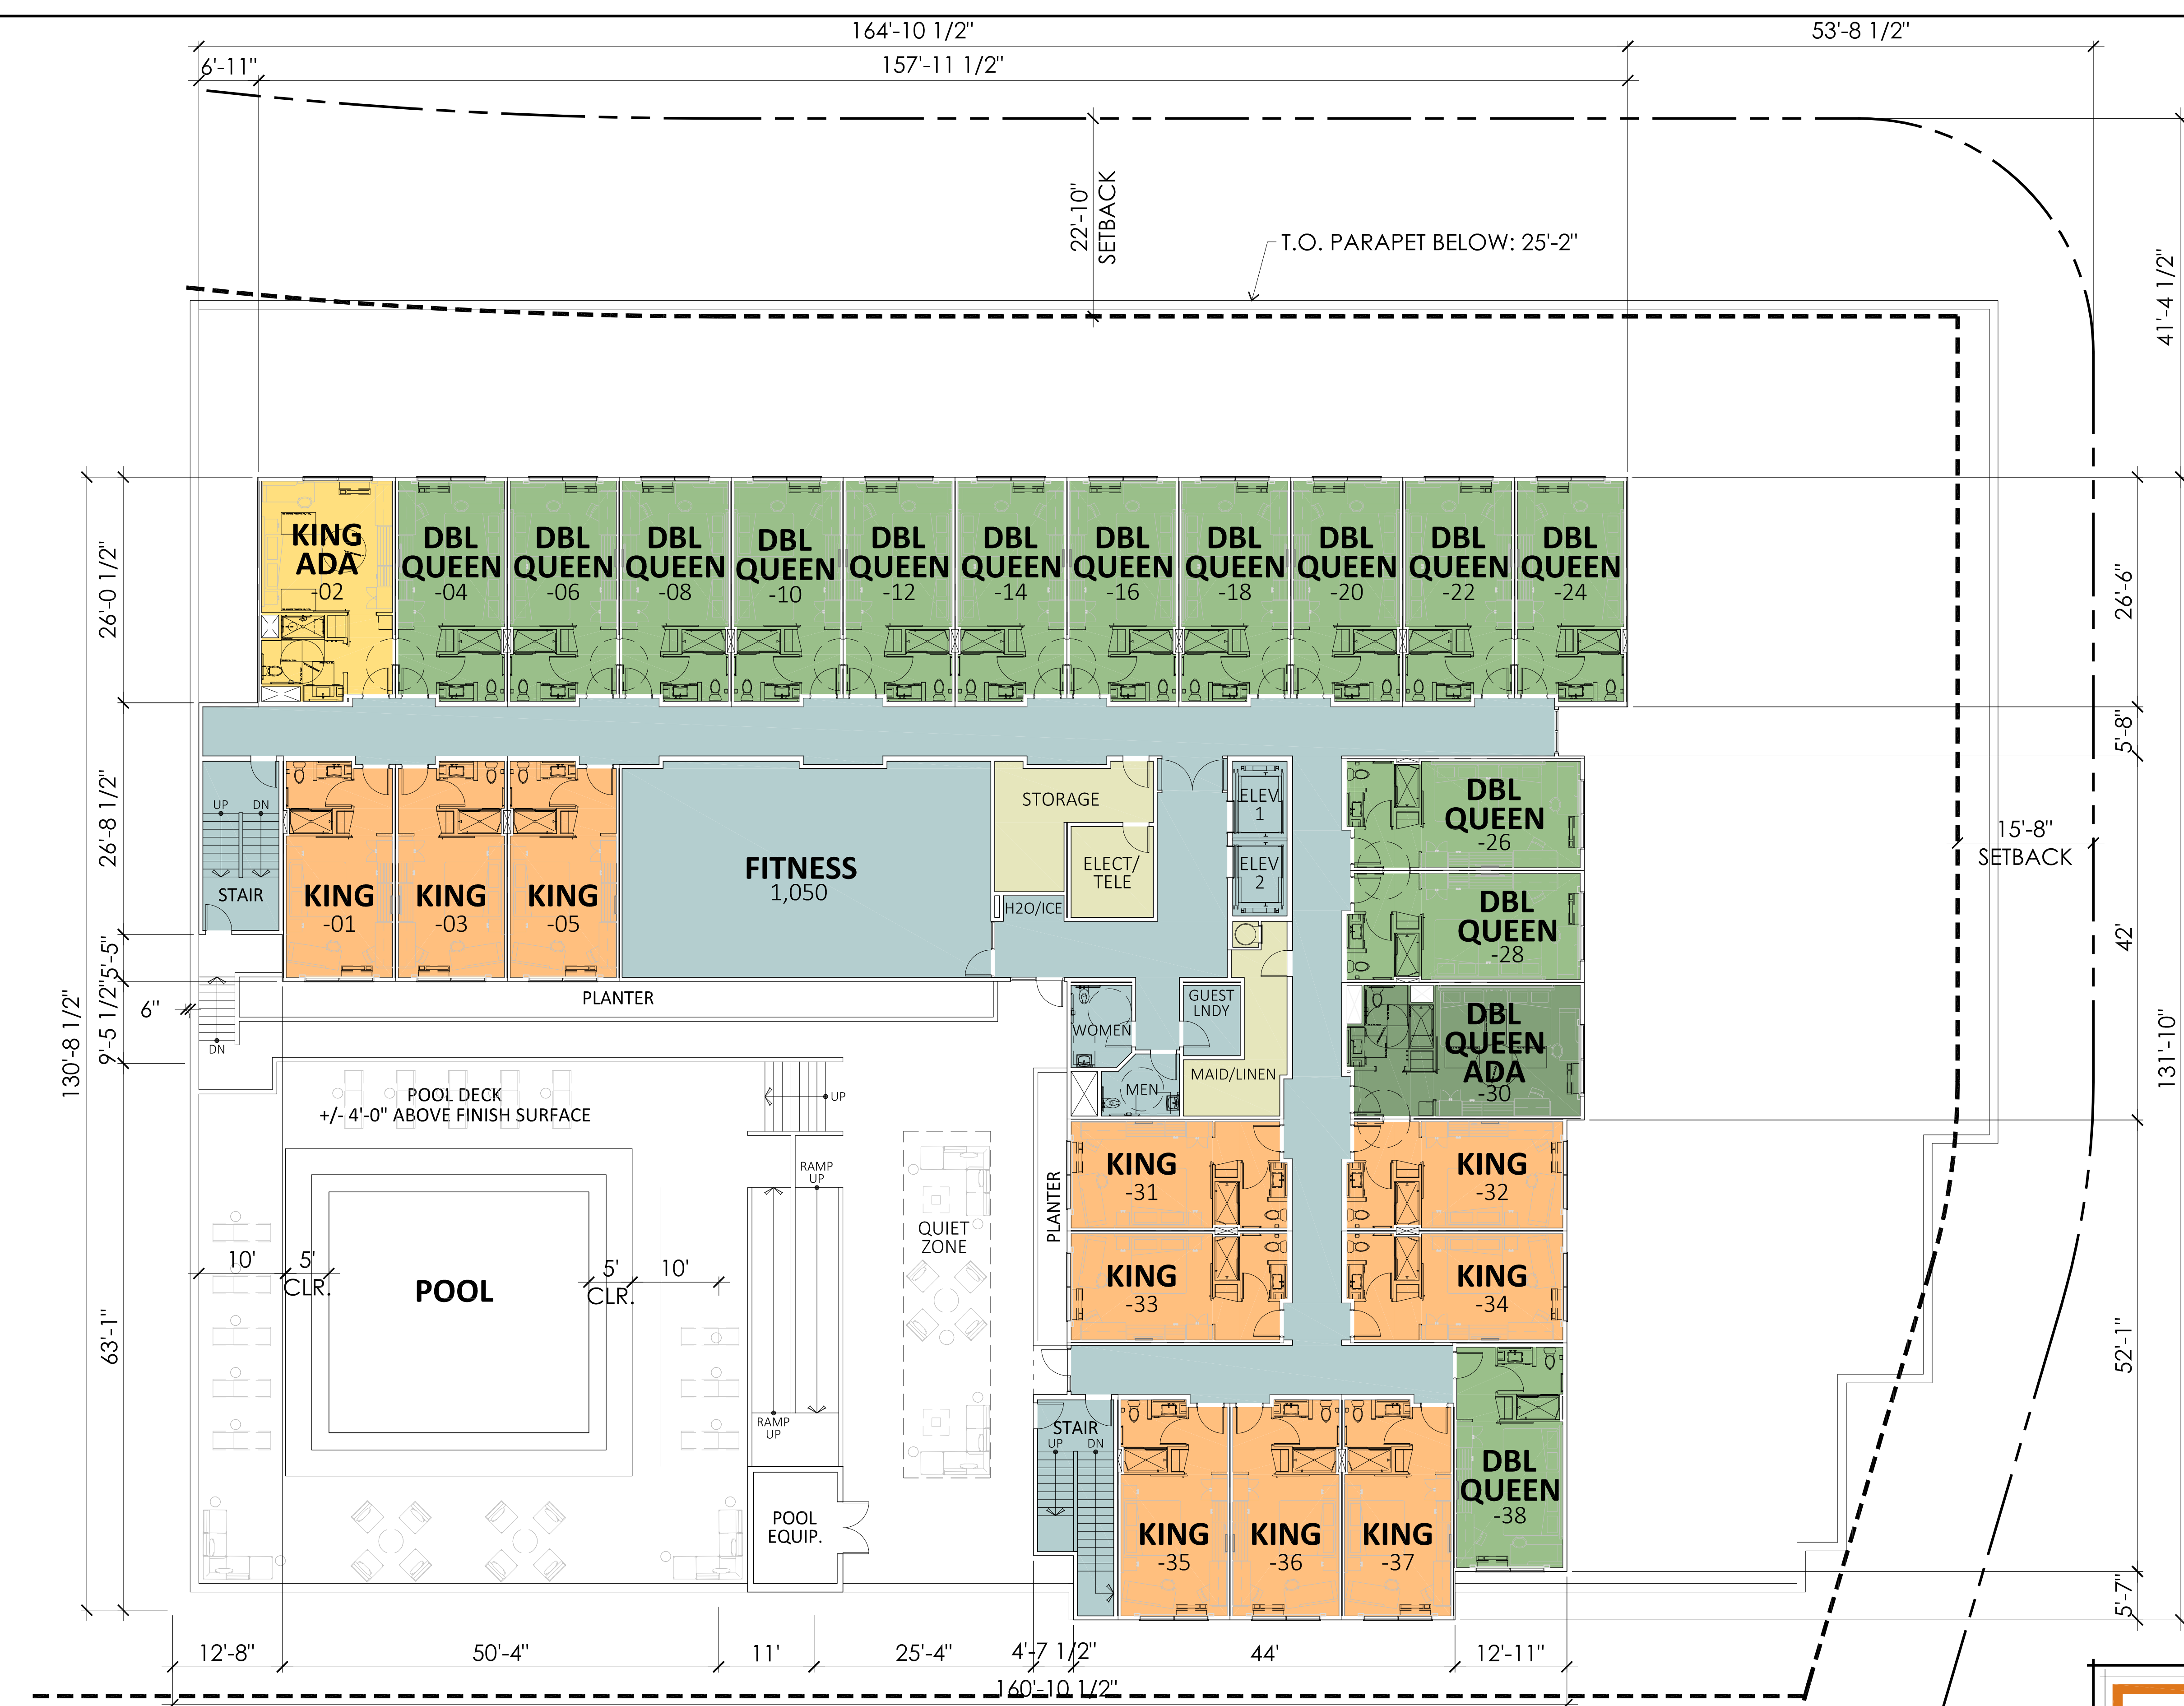 164'-10 1/2"
53'-8 1/2"
6'-11"
157'-11 1/2"
22'-10"
SETBACK
T.O. PARAPET BELOW: 25'-2"
41'-4 1/2"
KING
ADA
-02
DBL
QUEEN
-04
DBL
QUEEN
-06
DBL
QUEEN
-08
DBL
QUEEN
-10
DBL
QUEEN
-12
DBL
QUEEN
-14
DBL
QUEEN
-16
DBL
QUEEN
-18
DBL
QUEEN
-20
DBL
QUEEN
-22
DBL
QUEEN
-24
26'-0 1/2"
26'-6"
5'-8"
26'-8 1/2"
UP
DN
STAIR
KING
-01
KING
-03
KING
-05
FITNESS
1,050
STORAGE
ELECT/
TELE
H2O/ICE
ELEV
1
ELEV
2
DBL
QUEEN
-26
DBL
QUEEN
-28
15'-8"
SETBACK
42'
5'-5"
PLANTER
6"
DN
9'-5 1/2"
130'-8 1/2"
WOMEN
GUEST
LNDY
MEN
MAID/LINEN
DBL
QUEEN
ADA
-30
131'-10"
POOL DECK
+/- 4'-0" ABOVE FINISH SURFACE
UP
RAMP
UP
QUIET
ZONE
PLANTER
KING
-31
KING
-32
10'
5'
CLR.
POOL
5'
CLR.
10'
KING
-33
KING
-34
63'-1"
52'-1"
RAMP
UP
STAIR
UP
DN
POOL
EQUIP.
KING
-35
KING
-36
KING
-37
DBL
QUEEN
-38
5'-7"
12'-8"
50'-4"
11'
25'-4"
4'-7 1/2"
44'
12'-11"
160'-10 1/2"